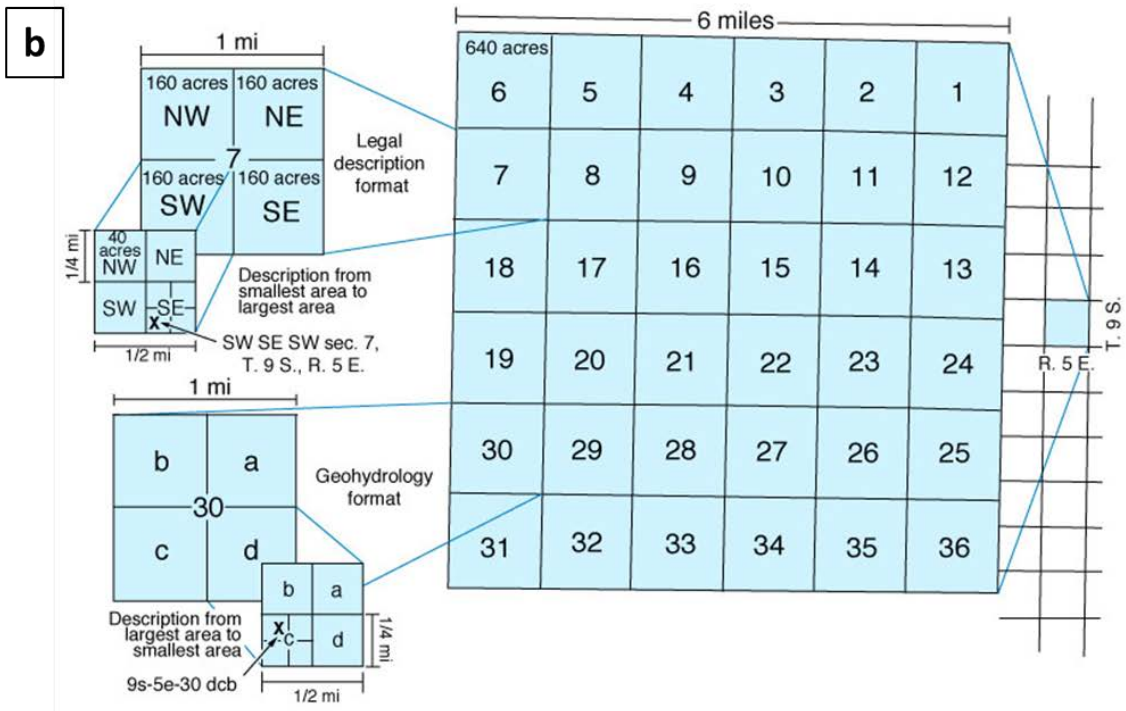 b
6 miles
1 mi
640 acres
6 5 4 3 2 1
160 acres 160 acres
NW NE
7
160 acres 160 acres
SW SE
Legal
description
format
7 8 9 10 11 12
40
acres
NW NE
SW SE
X
1/4 mi
1/2 mi
Description from
smallest area to
largest area
SW SE SW sec. 7,
T. 9 S., R. 5 E.
18 17 16 15 14 13
T. 9 S.
R. 5 E.
19 20 21 22 23 24
1 mi
b a
30
c d
Geohydrology
format
30 29 28 27 26 25
31 32 33 34 35 36
b a
X
c d
1/4 mi
1/2 mi
Description from
largest area to
smallest area
9s-5e-30 dcb